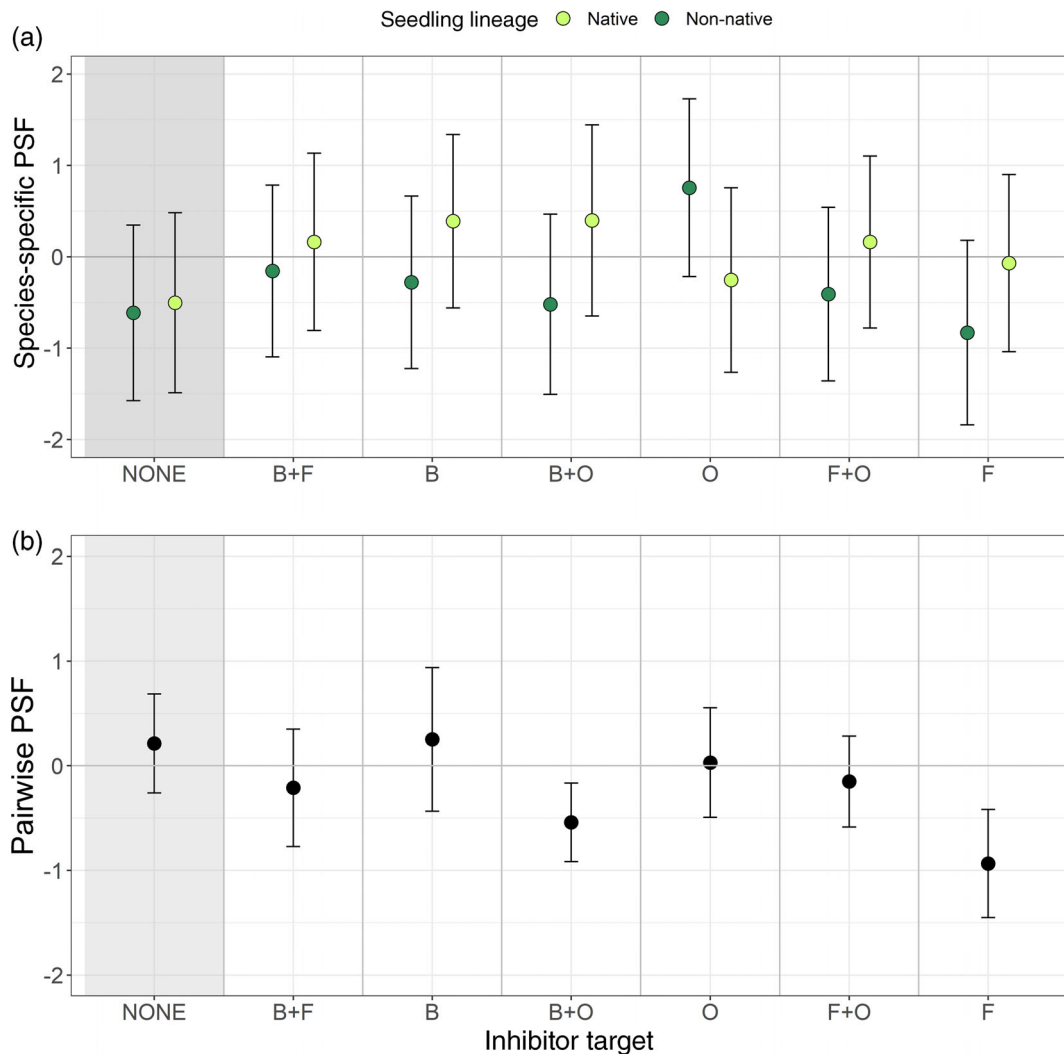 Seedling lineage Native Non-native
(a)
Species-specific PSF
2
1
0
-1
-2
NONE B+F B B+O O F+O F
(b)
Pairwise PSF
2
1
0
-1
-2
NONE B+F B B+O O F+O F
Inhibitor target